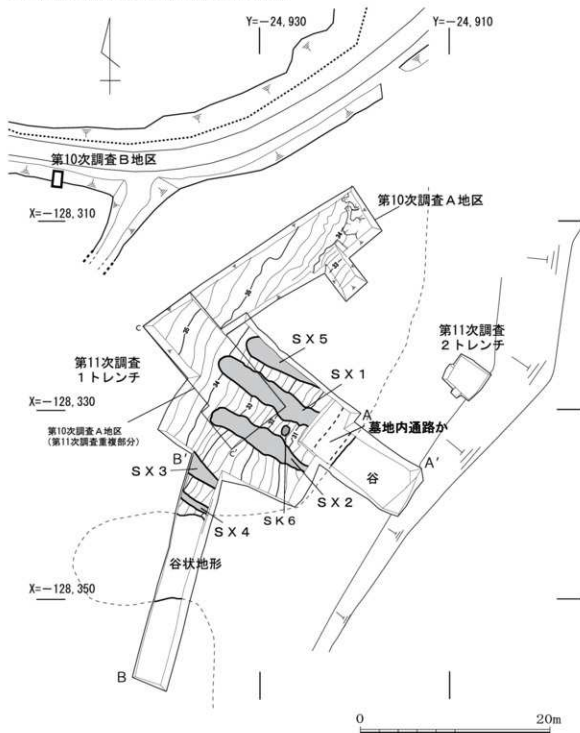 Y=-24,930
Y=-24,910
第10次調査B地区
X=-128,310
第10次調査A地区
第11次調査
2トレンチ
SX5
SX1
第11次調査
1トレンチ
X=-128,330
第10次調査A地区
(第11次調査重複部分)
A
墓地内通路か
A'
谷
C
C'
B'
SX3
SX2
SK6
SX4
谷状地形
X=-128,350
B
0
20m